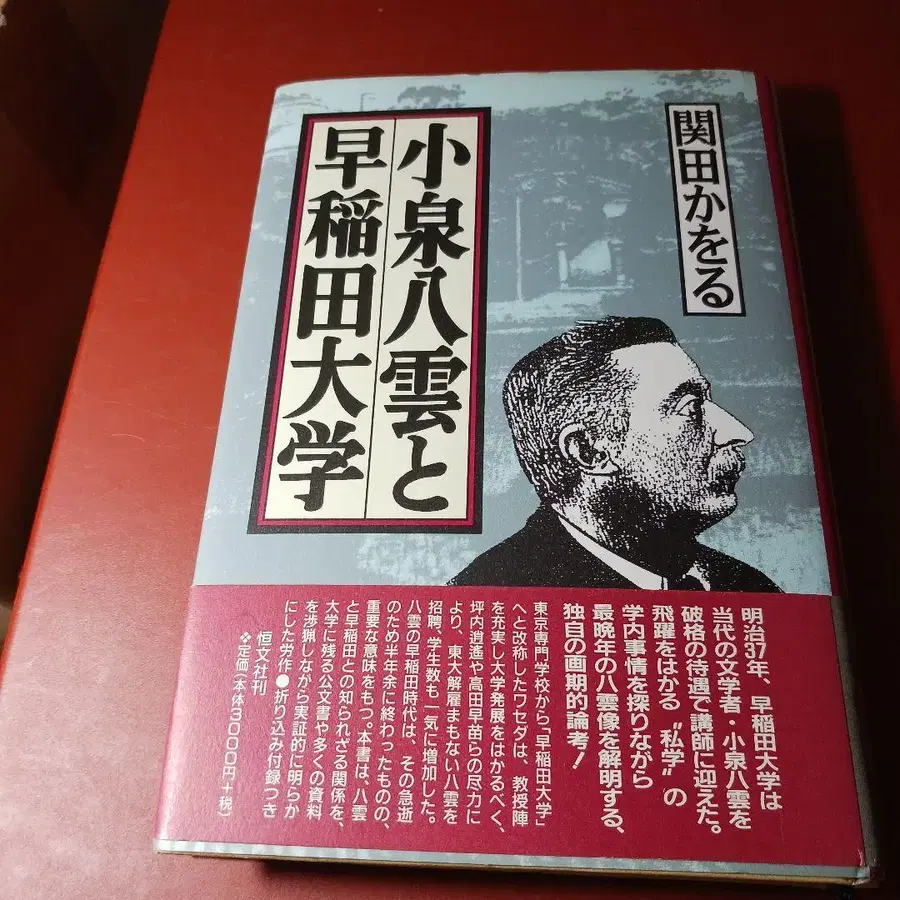 関田かをる
小泉八雲と
早稲田大学
明治37年、早稲田大学は
当代の文学者・小泉八雲を
破格の待遇で講師に迎えた。
飛躍をはかる〝私学〟の
学内事情を探りながら
最晩年の八雲像を解明する、
独自の画期的論考!
東京専門学校から「早稲田大学」
へと改称したワセダは、教授陣
を充実し大学発展をはかるべく、
坪内逍遥や高田早苗らの尽力に
より、東大解雇まもない八雲を
招聘、学生数も一気に増加した。
八雲の早稲田時代は、その急逝
のため半年余に終わったものの、
重要な意味をもつ。本書は、八雲
と早稲田との知られざる関係を、
大学に残る公文書や多くの資料
を渉猟しながら実証的に明らか
にした労作●折り込み付録つき
恒文社刊
❖定価(本体3000円+税)